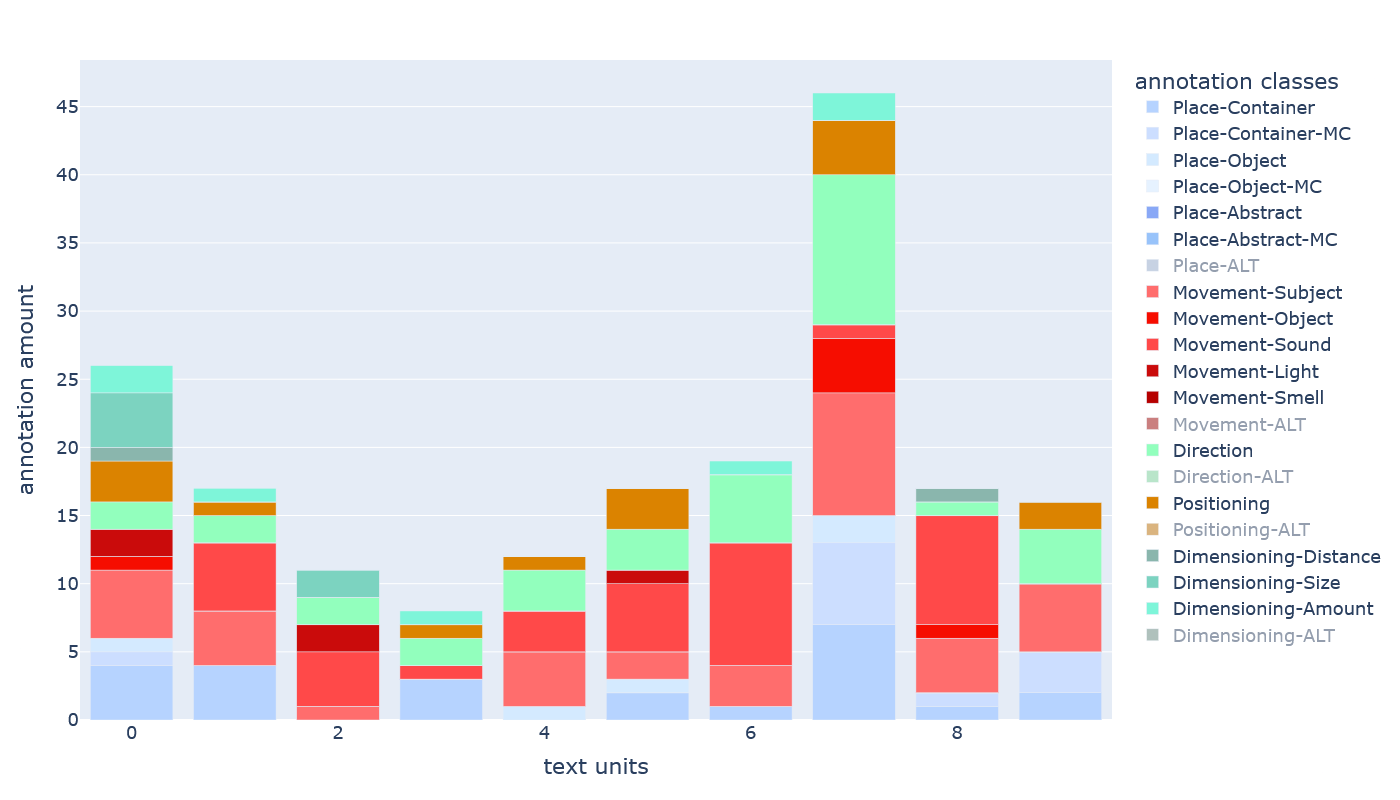 annotation amount
45
40
35
30
25
20
15
10
5
0
0 2 4 6 8
text units
annotation classes
Place-Container
Place-Container-MC
Place-Object
Place-Object-MC
Place-Abstract
Place-Abstract-MC
Place-ALT
Movement-Subject
Movement-Object
Movement-Sound
Movement-Light
Movement-Smell
Movement-ALT
Direction
Direction-ALT
Positioning
Positioning-ALT
Dimensioning-Distance
Dimensioning-Size
Dimensioning-Amount
Dimensioning-ALT